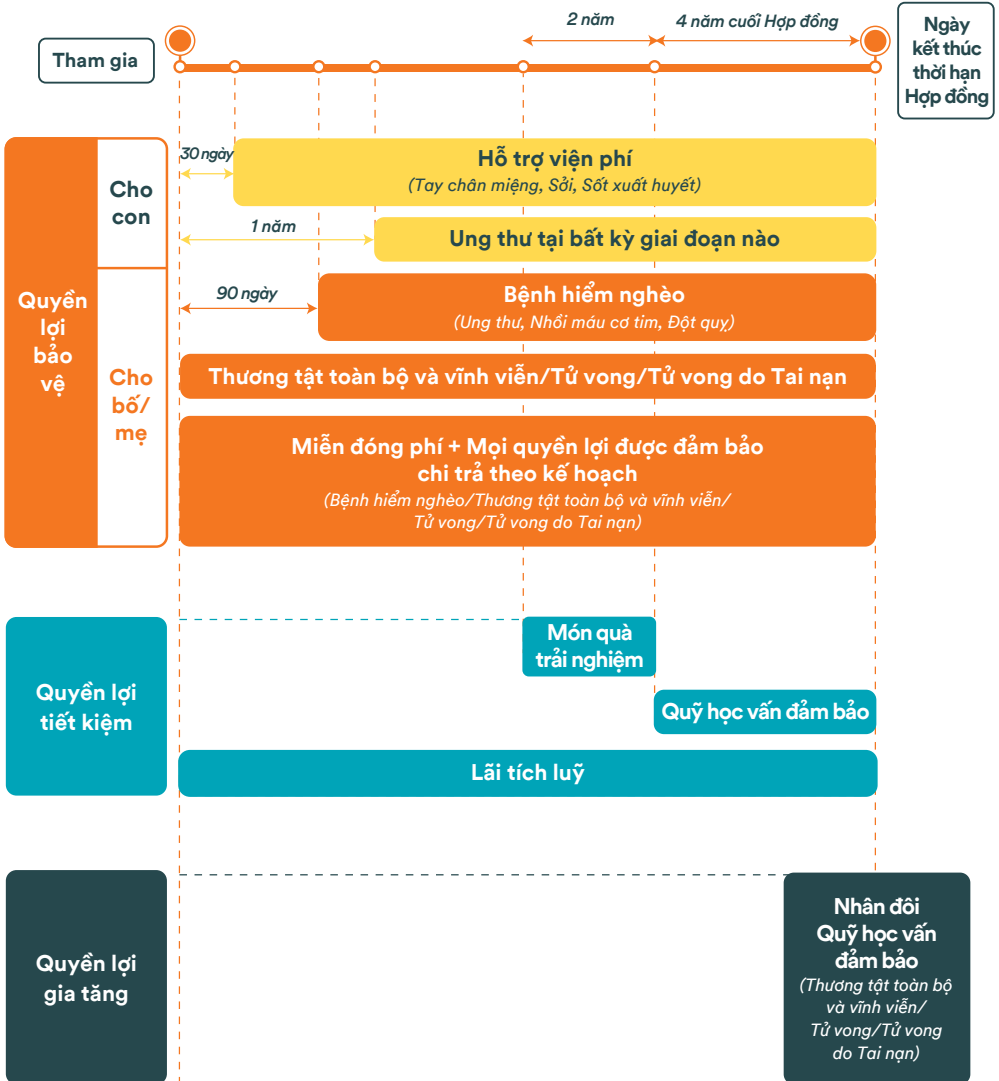 2 năm
4 năm cuối Hợp đồng
Tham gia
Ngày
kết thúc
thời hạn
Hợp đồng
Quyền
lợi
bảo
vệ
Cho
con
30 ngày
Hỗ trợ viện phí
(Tay chân miệng, Sởi, Sốt xuất huyết)
1 năm
Ung thư tại bất kỳ giai đoạn nào
Cho
bố/
mẹ
90 ngày
Bệnh hiểm nghèo
(Ung thư, Nhồi máu cơ tim, Đột quỵ)
Thương tật toàn bộ và vĩnh viễn/Tử vong/Tử vong do Tai nạn
Miễn đóng phí + Mọi quyền lợi được đảm bảo
chi trả theo kế hoạch
(Bệnh hiểm nghèo/Thương tật toàn bộ và vĩnh viễn/
Tử vong/Tử vong do Tai nạn)
Quyền lợi
tiết kiệm
Món quà
trải nghiệm
Quỹ học vấn đảm bảo
Lãi tích luỹ
Quyền lợi
gia tăng
Nhân đôi
Quỹ học vấn
đảm bảo
(Thương tật toàn bộ
và vĩnh viễn/
Tử vong/Tử vong
do Tai nạn)